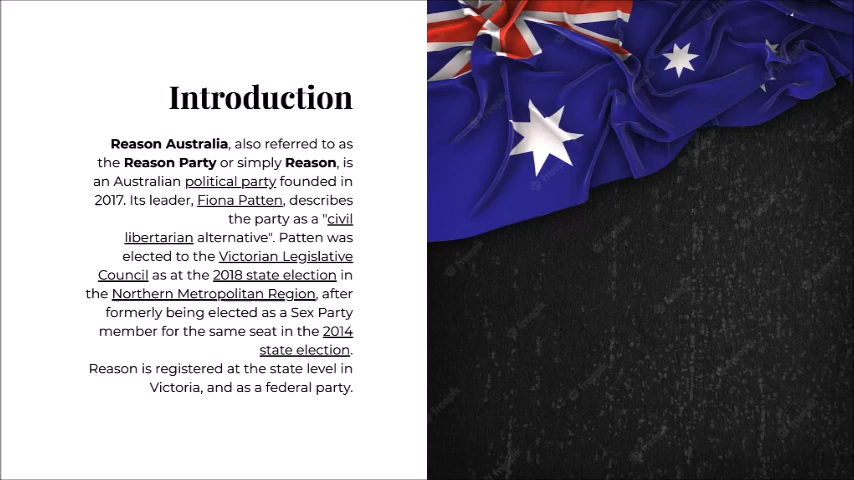 Introduction
Reason Australia, also referred to as
the Reason Party or simply Reason, is
an Australian political party founded in
2017. Its leader, Fiona Patten, describes
the party as a "civil
libertarian alternative". Patten was
elected to the Victorian Legislative
Council as at the 2018 state election in
the Northern Metropolitan Region, after
formerly being elected as a Sex Party
member for the same seat in the 2014
state election.
Reason is registered at the state level in
Victoria, and as a federal party.